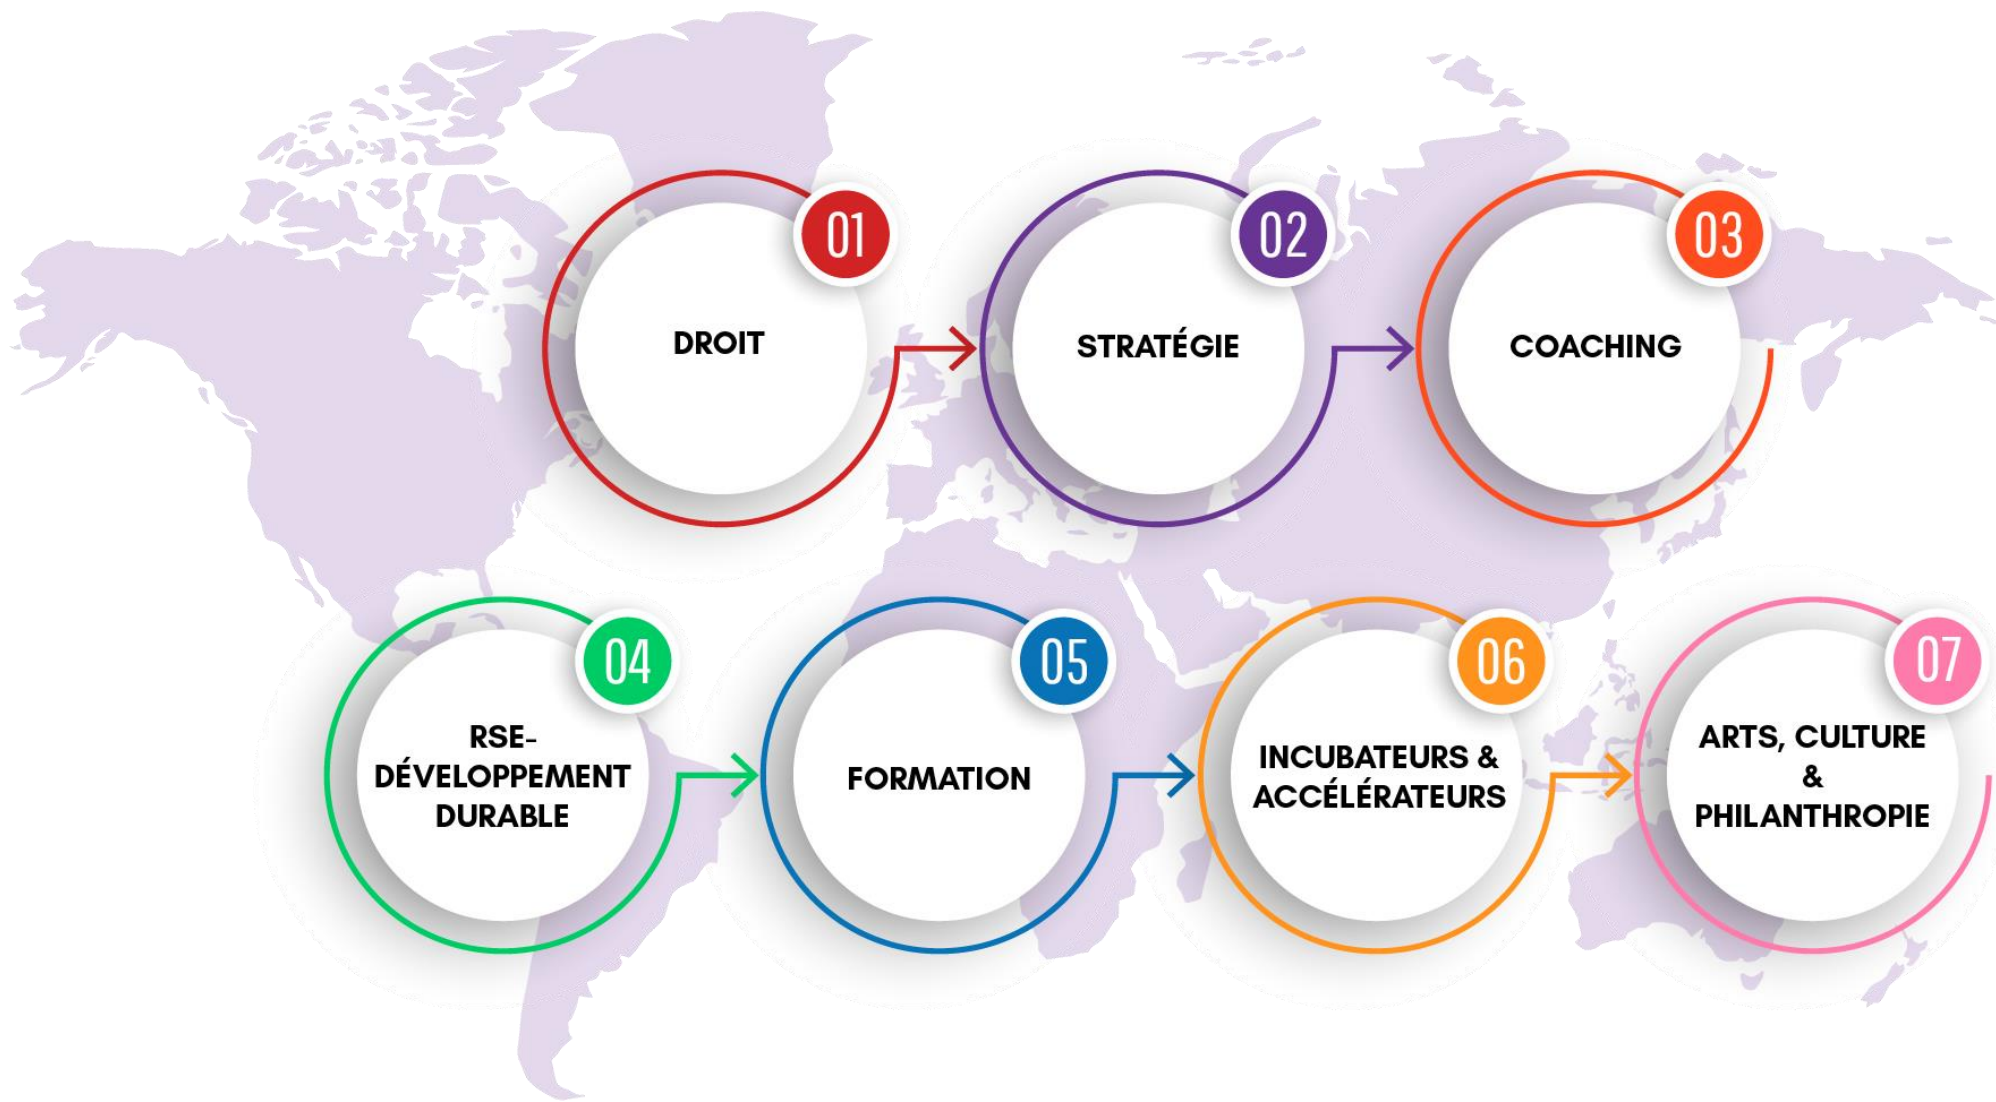 01
DROIT
02
STRATÉGIE
03
COACHING
04
RSE-
DÉVELOPPEMENT
DURABLE
05
FORMATION
06
INCUBATEURS &
ACCÉLÉRATEURS
07
ARTS, CULTURE
&
PHILANTHROPIE